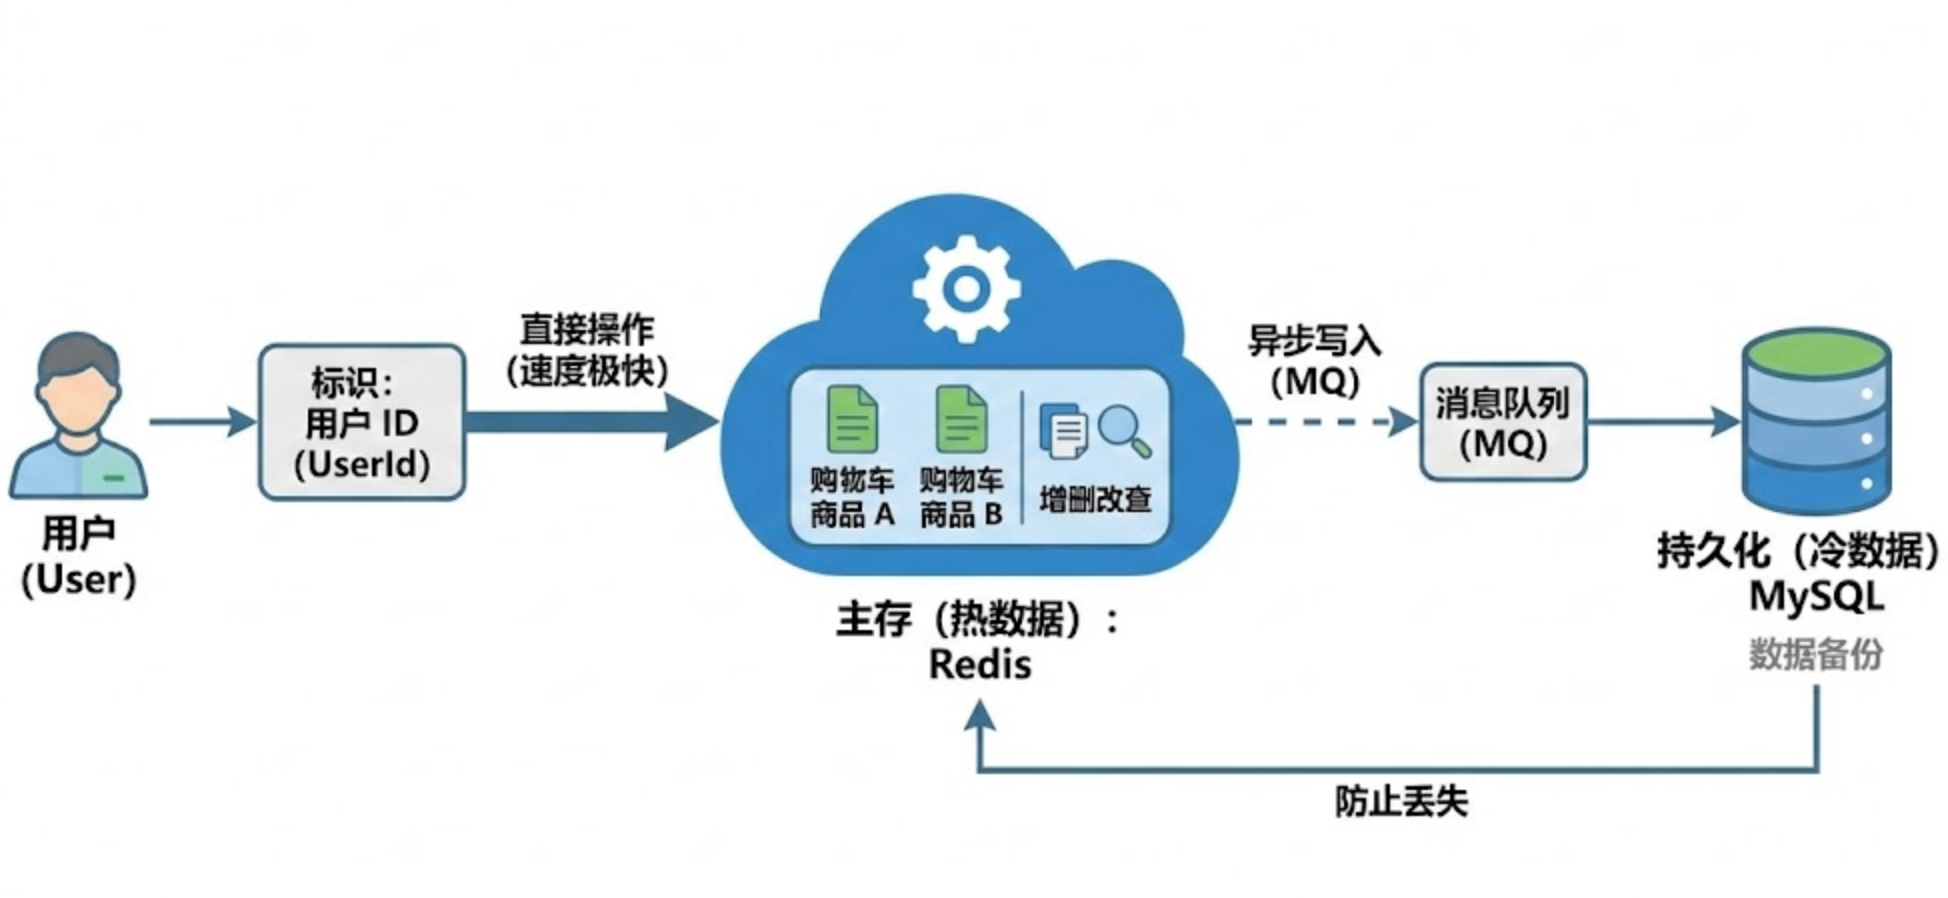 用户
(User)
标识：
用户 ID
(UserId)
直接操作
(速度极快)
购物车
商品 A
购物车
商品 B
增删改查
主存（热数据）：
Redis
异步写入
(MQ)
消息队列
(MQ)
持久化（冷数据）
MySQL
数据备份
防止丢失